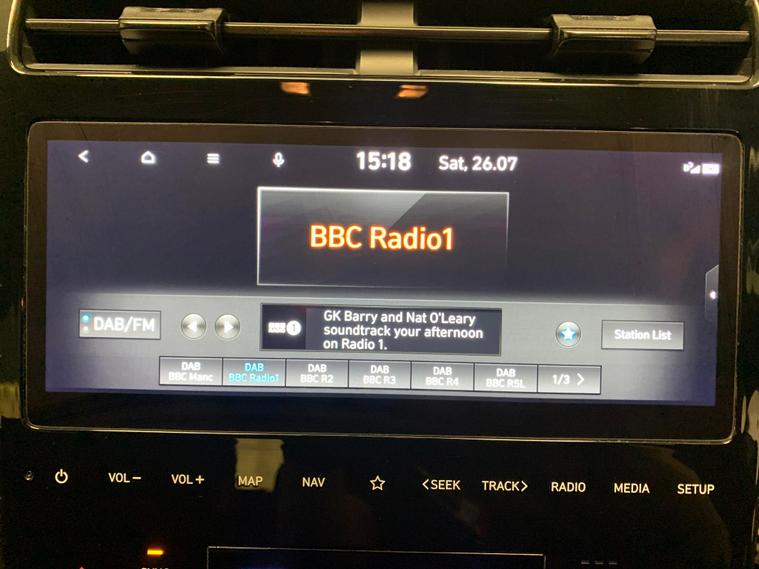 15:18 Sat, 26.07
BBC Radio1
DAB/FM
GK Barry and Nat O'Leary
soundtrack your afternoon
on Radio 1.
Station List
DAB
BBC Manc
DAB
BBC Radio1
DAB
BBC R2
DAB
BBC R3
DAB
BBC R4
DAB
BBC R5L
1/3
VOL− VOL+ MAP NAV <SEEK TRACK> RADIO MEDIA SETUP